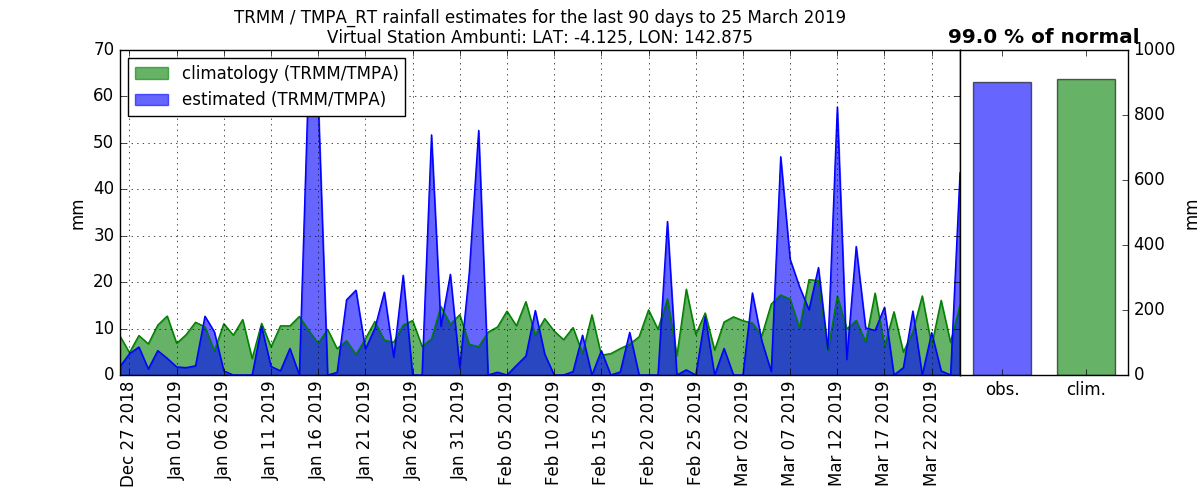 TRMM / TMPA_RT rainfall estimates for the last 90 days to 25 March 2019
Virtual Station Ambunti: LAT: -4.125, LON: 142.875
99.0 % of normal
climatology (TRMM/TMPA)
estimated (TRMM/TMPA)
70
60
50
40
30
20
10
0
mm
1000
800
600
400
200
0
mm
Dec 27 2018
Jan 01 2019
Jan 06 2019
Jan 11 2019
Jan 16 2019
Jan 21 2019
Jan 26 2019
Jan 31 2019
Feb 05 2019
Feb 10 2019
Feb 15 2019
Feb 20 2019
Feb 25 2019
Mar 02 2019
Mar 07 2019
Mar 12 2019
Mar 17 2019
Mar 22 2019
obs.
clim.